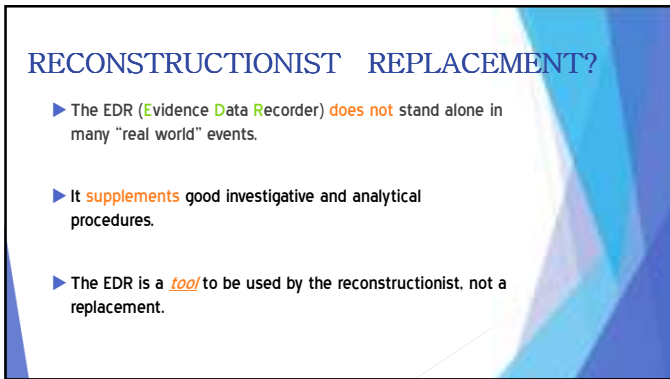 RECONSTRUCTIONIST REPLACEMENT?
The EDR (Evidence Data Recorder) does not stand alone in
many “real world” events.
It supplements good investigative and analytical
procedures.
The EDR is a tool to be used by the reconstructionist, not a
replacement.